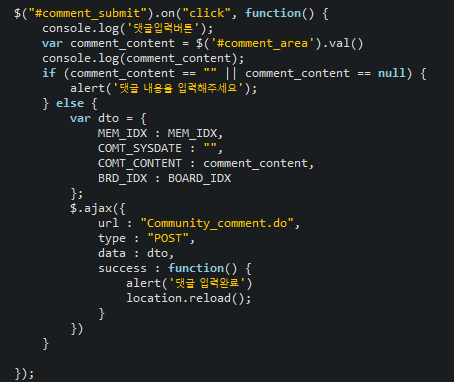 $("#comment_submit").on("click", function() {
    console.log('댓글입력버튼');
    var comment_content = $('#comment_area').val()
    console.log(comment_content);
    if (comment_content == "" || comment_content == null) {
        alert('댓글 내용을 입력해주세요');
    } else {
        var dto = {
            MEM_IDX : MEM_IDX,
            COMT_SYSDATE : "",
            COMT_CONTENT : comment_content,
            BRD_IDX : BOARD_IDX
        };
        $.ajax({
            url : "Community_comment.do",
            type : "POST",
            data : dto,
            success : function() {
                alert('댓글 입력완료')
                location.reload();
            }
        })
    }
});